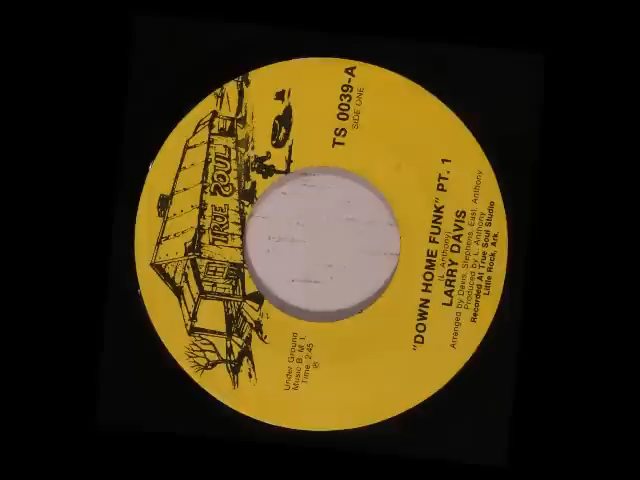 TRUE SOUL
TS 0039-A
SIDE ONE
Under Ground
Music B. M. I.
Time: 2:45
℗
"DOWN HOME FUNK" PT. 1
(L. Anthony)
LARRY DAVIS
Arranged by Davis, Stephens, East, Anthony
Produced by L. Anthony
Recorded At True Soul Studio
Little Rock, Ark.